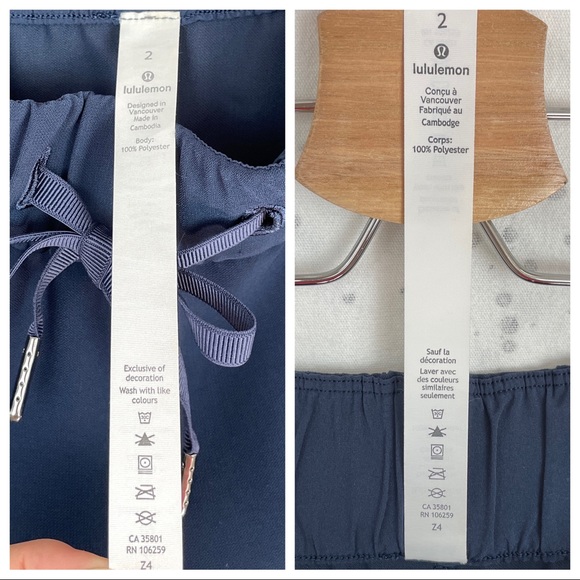 2
lululemon
Designed in
Vancouver
Made in
Cambodia
Body:
100% Polyester
Exclusive of
decoration
Wash with like
colours
CA 35801
RN 106259
Z4
2
lululemon
Conçu à
Vancouver
Fabriqué au
Cambodge
Corps:
100% Polyester
Sauf la
décoration
Laver avec
des couleurs
similaires
seulement
CA 35801
RN 106259
Z4